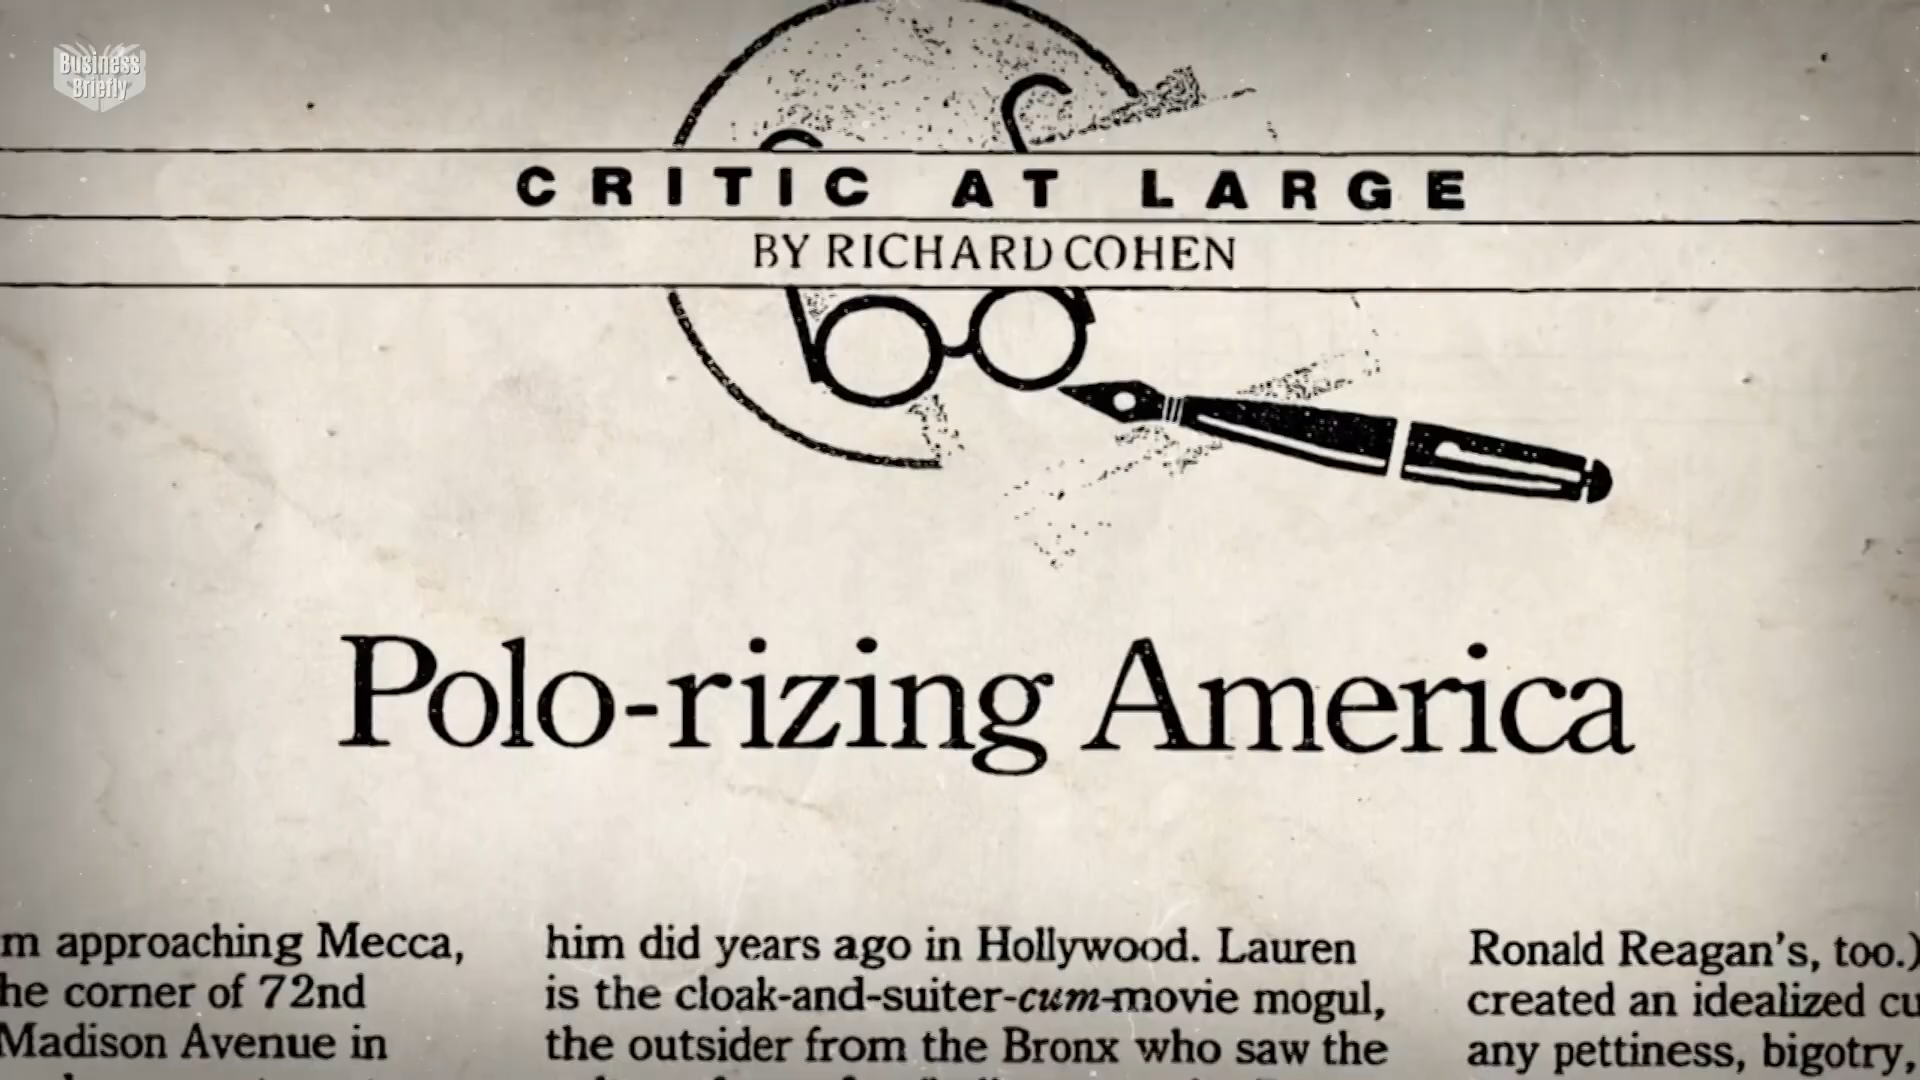 Business
Briefly
CRITIC AT LARGE
BY RICHARD COHEN
Polo-rizing America
m approaching Mecca,
he corner of 72nd
Madison Avenue in
him did years ago in Hollywood. Lauren
is the cloak-and-suiter-cum-movie mogul,
the outsider from the Bronx who saw the
Ronald Reagan's, too.)
created an idealized cu
any pettiness, bigotry,